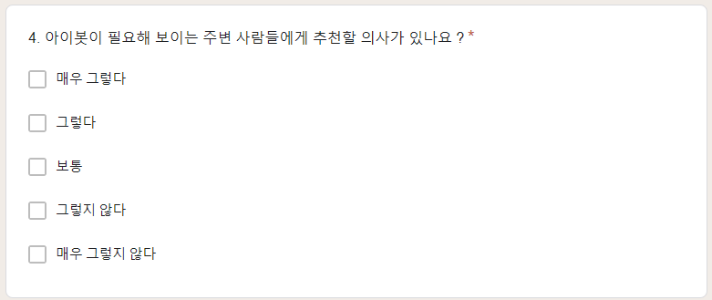 4. 아이봇이 필요해 보이는 주변 사람들에게 추천할 의사가 있나요 ? *
매우 그렇다
그렇다
보통
그렇지 않다
매우 그렇지 않다